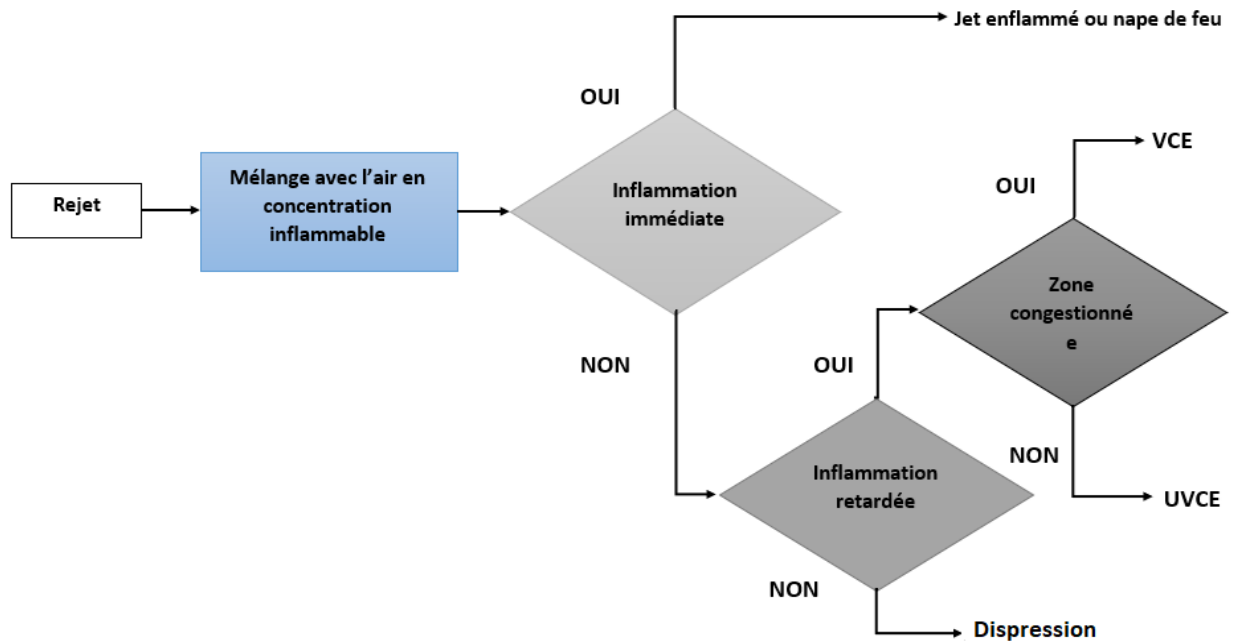 Jet enflammé ou nape de feu
OUI
VCE
Mélange avec l'air en
concentration
inflammable
Rejet
Inflammation
immédiate
OUI
Zone
congestionné
e
NON
OUI
NON
Inflammation
retardée
UVCE
NON
Dispression